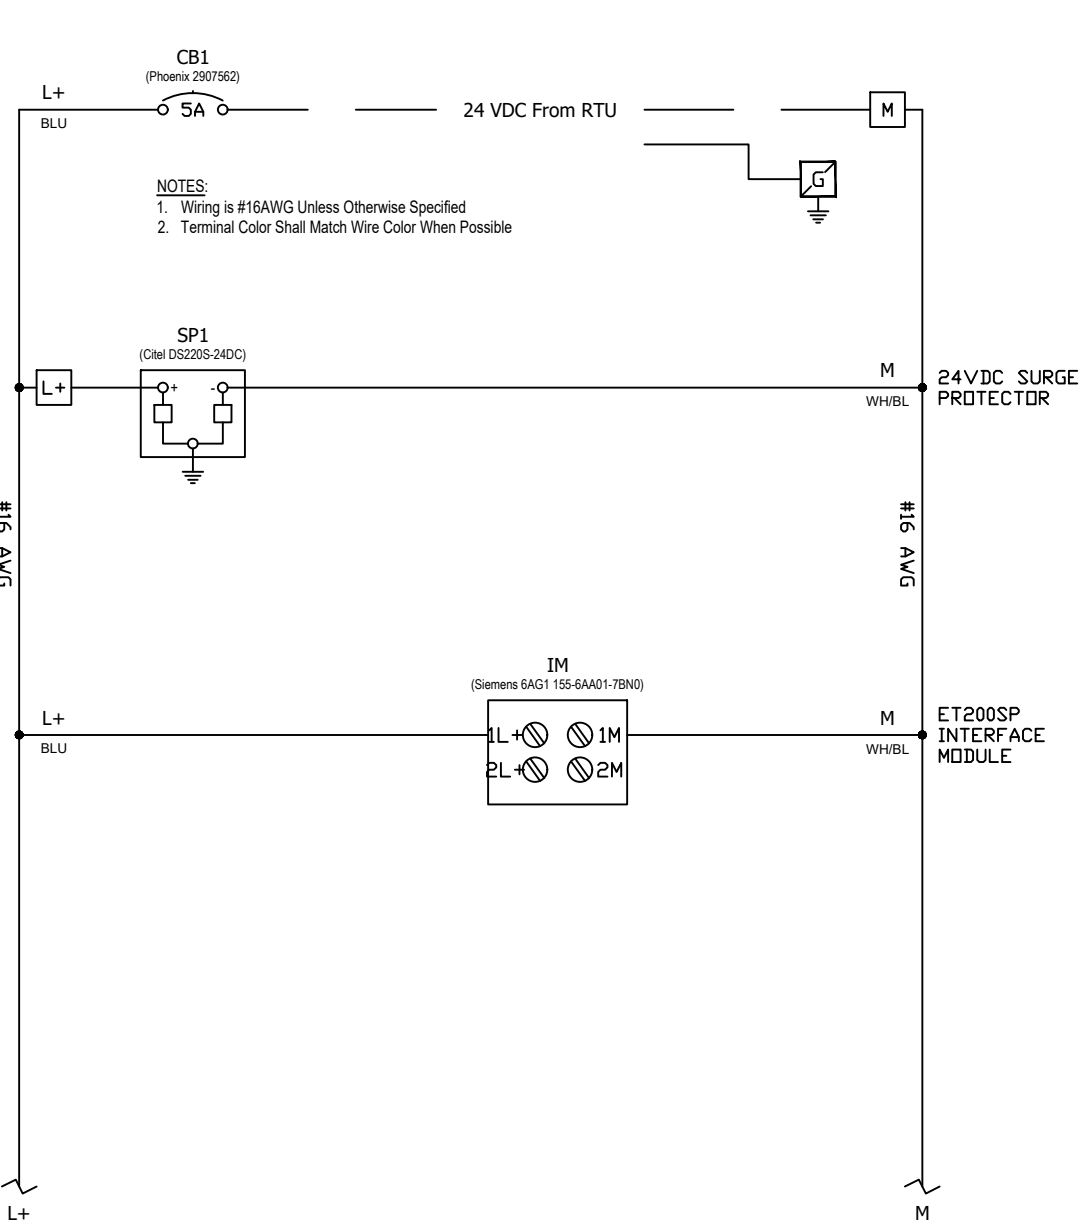 CB1
(Phoenix 2907562)
L+
5A
24 VDC From RTU
M
BLU
G
NOTES:
1. Wiring is #16AWG Unless Otherwise Specified
2. Terminal Color Shall Match Wire Color When Possible
SP1
(Citel DS220S-24DC)
L+
+
-
M
WH/BL
24VDC SURGE
PROTECTOR
#16 AWG
#16 AWG
IM
(Siemens 6AG1 155-6AA01-7BN0)
L+
BLU
1L+
1M
2L+
2M
M
WH/BL
ET200SP
INTERFACE
MODULE
L+
M